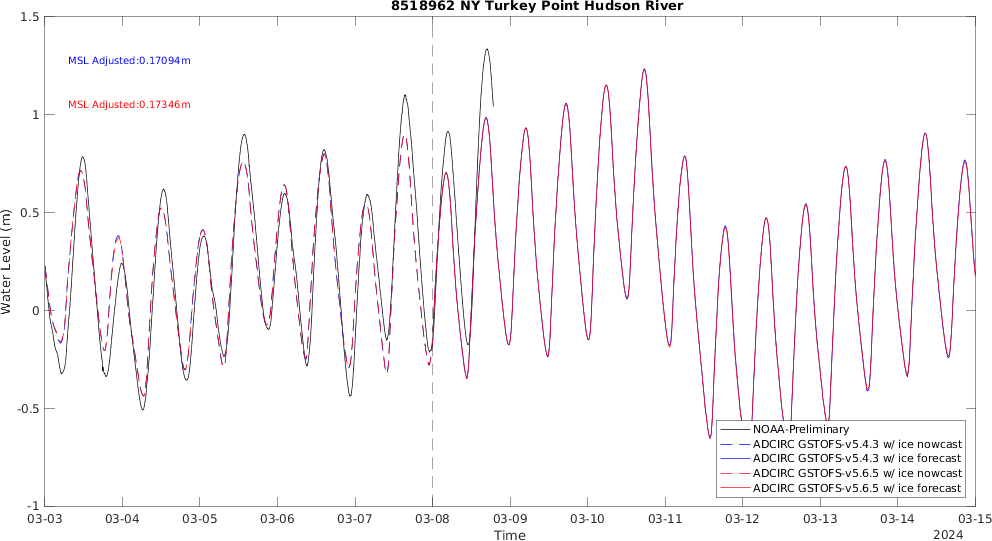 8518962 NY Turkey Point Hudson River
MSL Adjusted:0.17094m
MSL Adjusted:0.17346m
Water Level (m)
1.5
1
0.5
0
-0.5
-1
NOAA-Preliminary
ADCIRC GSTOFS-v5.4.3 w/ ice nowcast
ADCIRC GSTOFS-v5.4.3 w/ ice forecast
ADCIRC GSTOFS-v5.6.5 w/ ice nowcast
ADCIRC GSTOFS-v5.6.5 w/ ice forecast
03-03 03-04 03-05 03-06 03-07 03-08 03-09 03-10 03-11 03-12 03-13 03-14 03-15
Time
2024